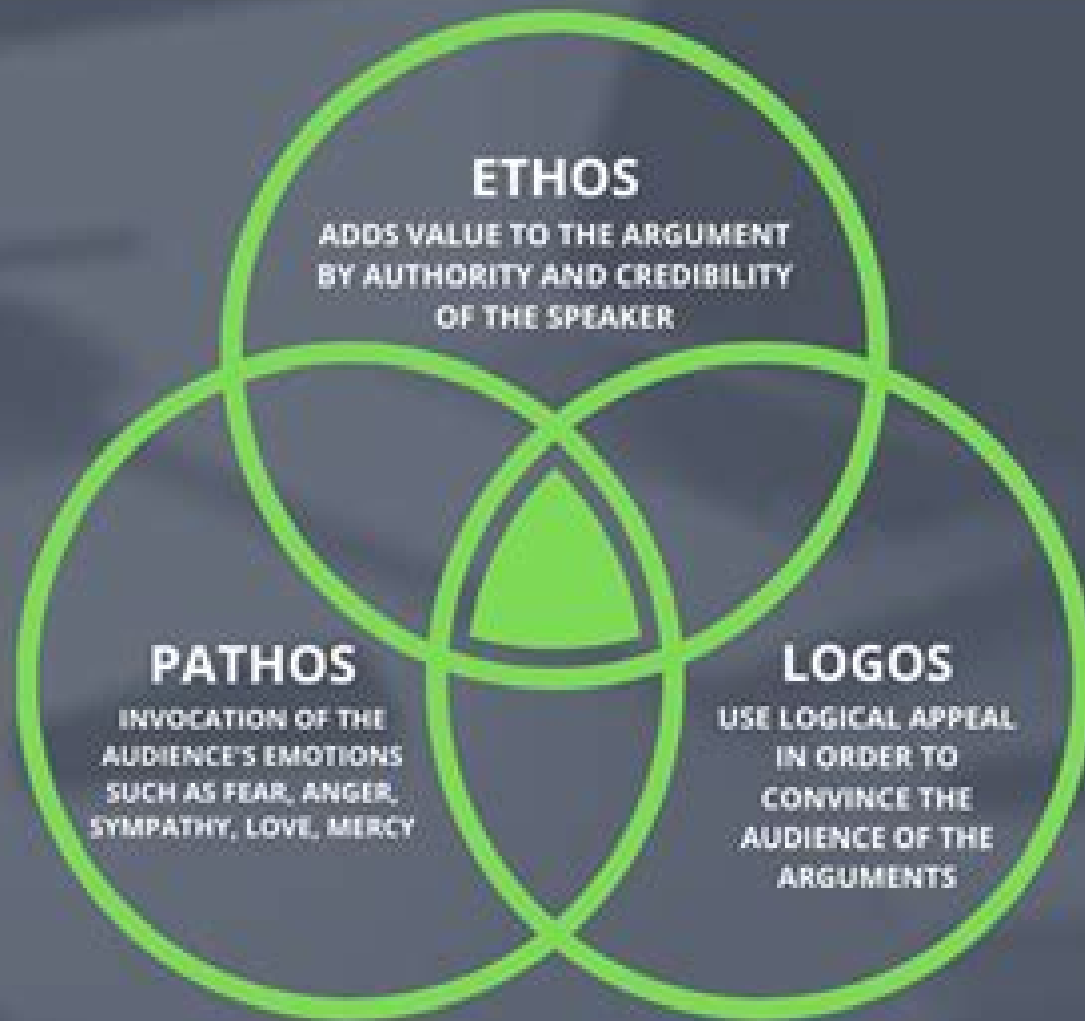 ETHOS
ADDS VALUE TO THE ARGUMENT
BY AUTHORITY AND CREDIBILITY
OF THE SPEAKER
PATHOS
INVOCATION OF THE
AUDIENCE'S EMOTIONS
SUCH AS FEAR, ANGER,
SYMPATHY, LOVE, MERCY
LOGOS
USE LOGICAL APPEAL
IN ORDER TO
CONVINCE THE
AUDIENCE OF THE
ARGUMENTS